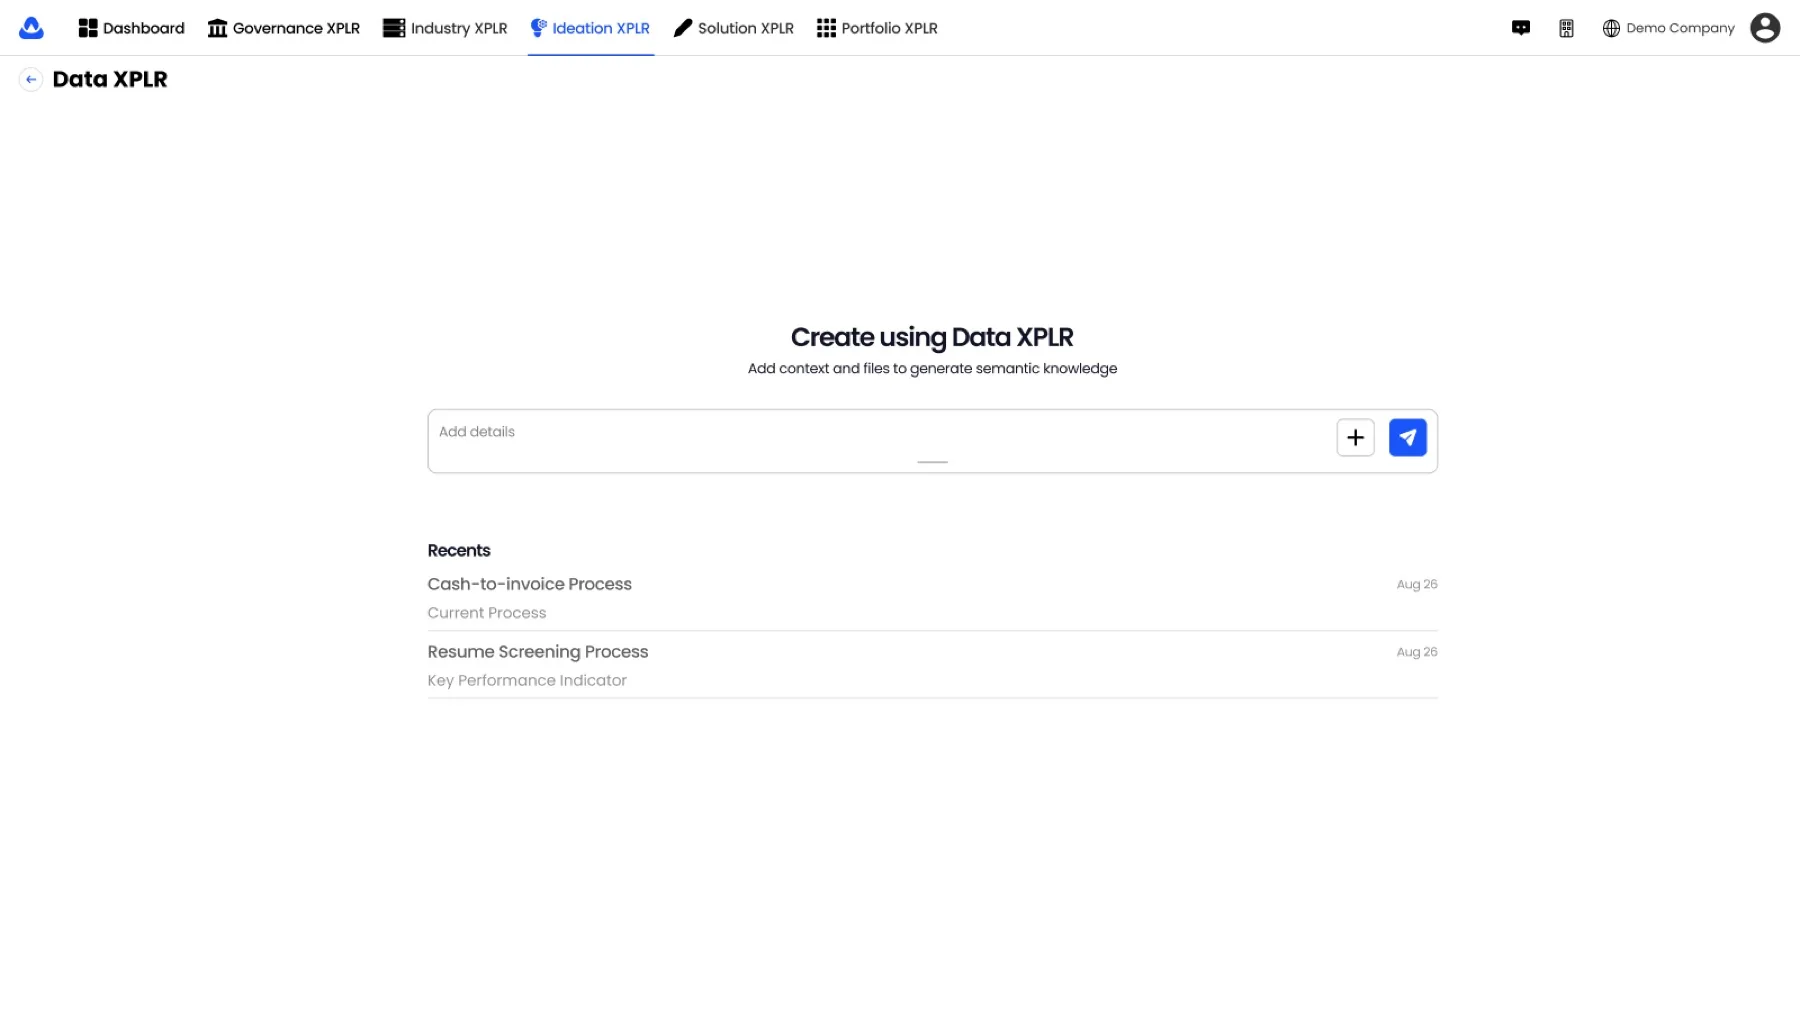 Dashboard
Governance XPLR
Industry XPLR
Ideation XPLR
Solution XPLR
Portfolio XPLR
Demo Company
Data XPLR
Create using Data XPLR
Add context and files to generate semantic knowledge
Add details
Recents
Cash-to-invoice Process
Aug 26
Current Process
Resume Screening Process
Aug 26
Key Performance Indicator